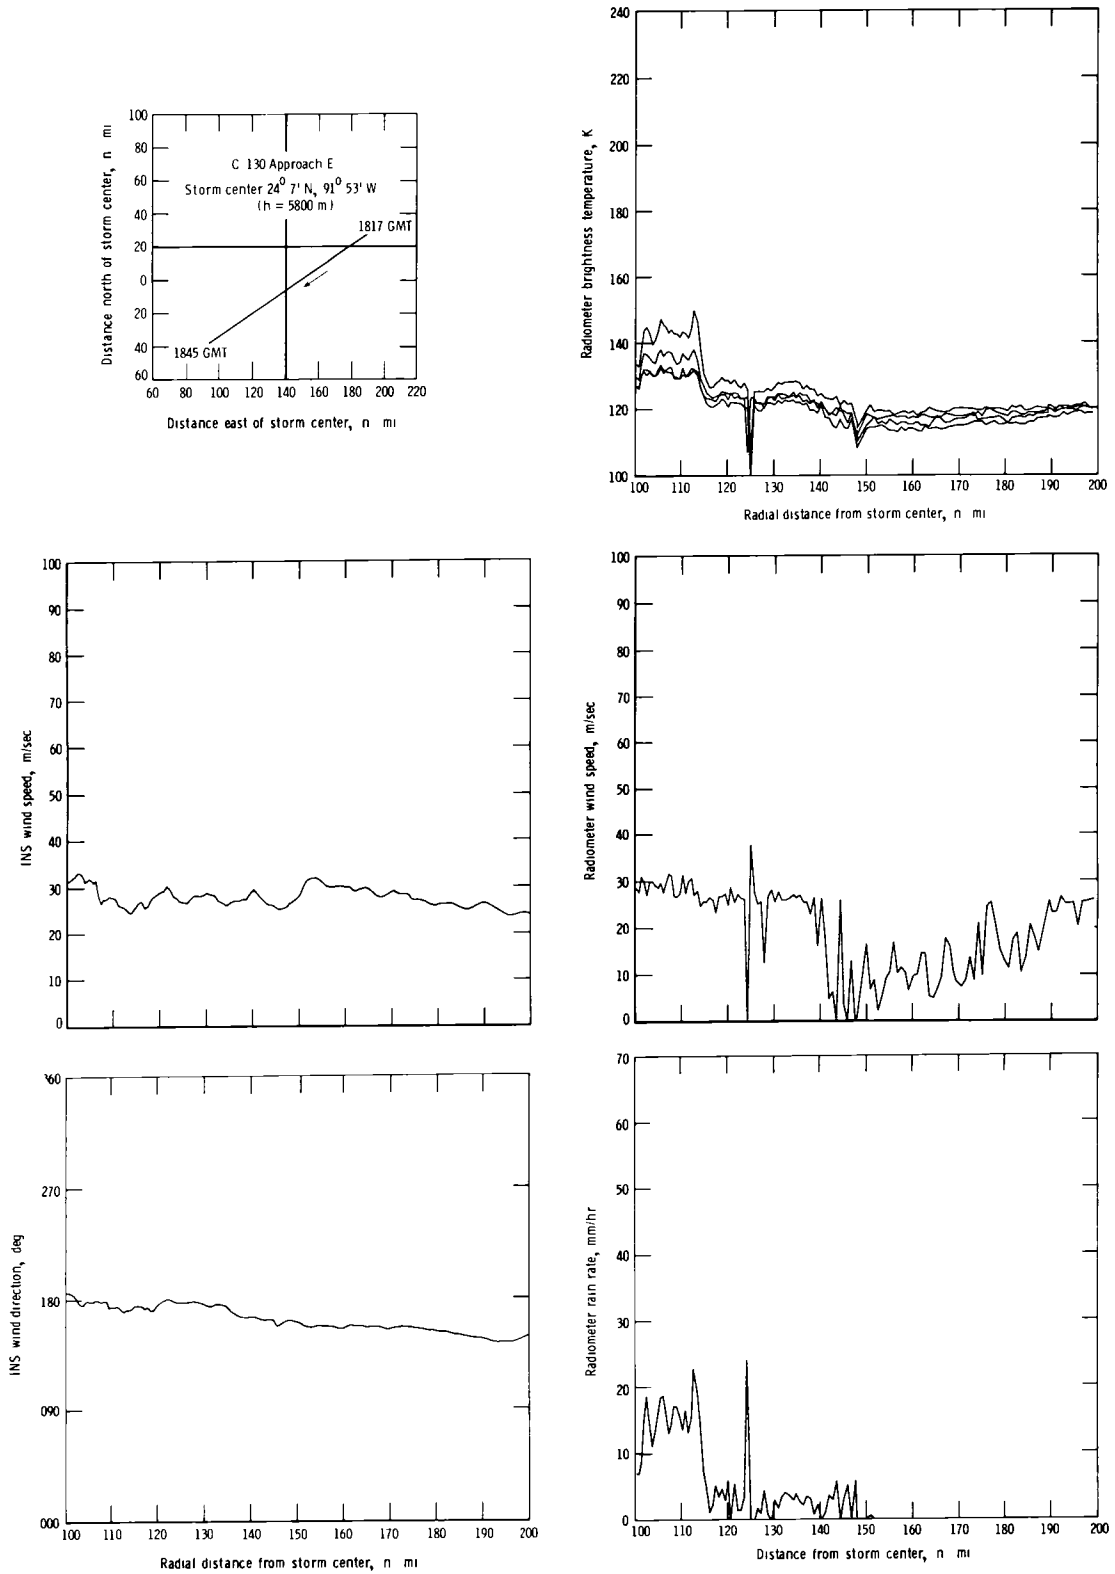 100
80
60
40
20
0
20
40
60
Distance north of storm center, n mi
C 130 Approach E
Storm center 24° 7' N, 91° 53' W
(h = 5800 m)
1817 GMT
1845 GMT
60 80 100 120 140 160 180 200 220
Distance east of storm center, n mi
240
220
200
180
160
140
120
100
Radiometer brightness temperature, K
100 110 120 130 140 150 160 170 180 190 200
Radial distance from storm center, n mi
100
90
80
70
60
50
40
30
20
10
0
INS wind speed, m/sec
100
90
80
70
60
50
40
30
20
10
0
Radiometer wind speed, m/sec
360
270
180
090
000
INS wind direction, deg
100 110 120 130 140 150 160 170 180 190 200
Radial distance from storm center, n mi
70
60
50
40
30
20
10
0
Radiometer rain rate, mm/hr
100 110 120 130 140 150 160 170 180 190 200
Distance from storm center, n mi